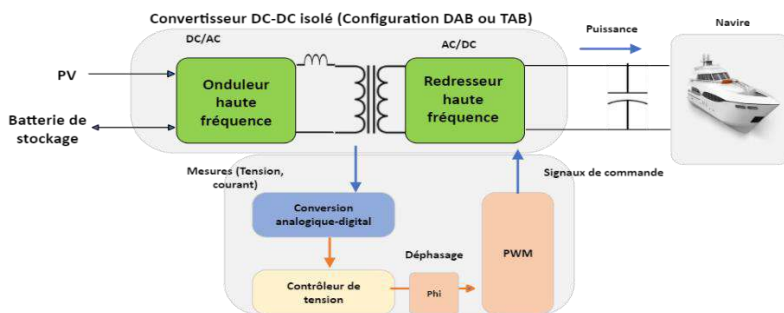 Convertisseur DC-DC isolé (Configuration DAB ou TAB)
Puissance
Navire
DC/AC
AC/DC
PV
Onduleur
haute
fréquence
Redresseur
haute
fréquence
Batterie de
stockage
Mesures (Tension,
courant)
Signaux de commande
Conversion
analogique-digital
Déphasage
PWM
Contrôleur de
tension
Phi